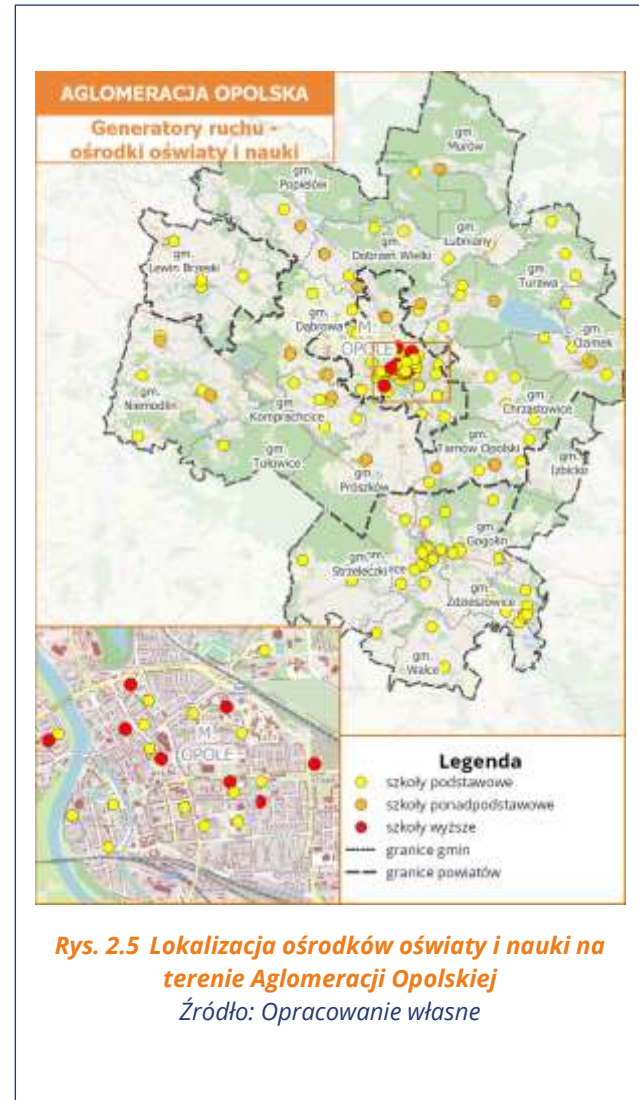 AGLOMERACJA OPOLSKA
Generatory ruchu -
ośrodki oświaty i nauki
gm.
Murów
gm.
Popielów
gm.
Dobrzeń Wielki
gm.
Łubniany
gm.
Lewin Brzeski
gm.
Turawa
gm.
Dąbrowa
M.
OPOLE
gm.
Ozimek
gm.
Niemodlin
gm.
Komprachcice
gm.
Chrząstowice
gm.
Tułowice
gm.
Tarnów Opolski
gm.
Izbicko
gm.
Prószków
gm.
Gogolin
gm.
Strzeleczki
gm.
Zdzieszowice
gm.
Walce
M.
OPOLE
Legenda
szkoły podstawowe
szkoły ponadpodstawowe
szkoły wyższe
granice gmin
granice powiatów
Rys. 2.5 Lokalizacja ośrodków oświaty i nauki na
terenie Aglomeracji Opolskiej
Źródło: Opracowanie własne